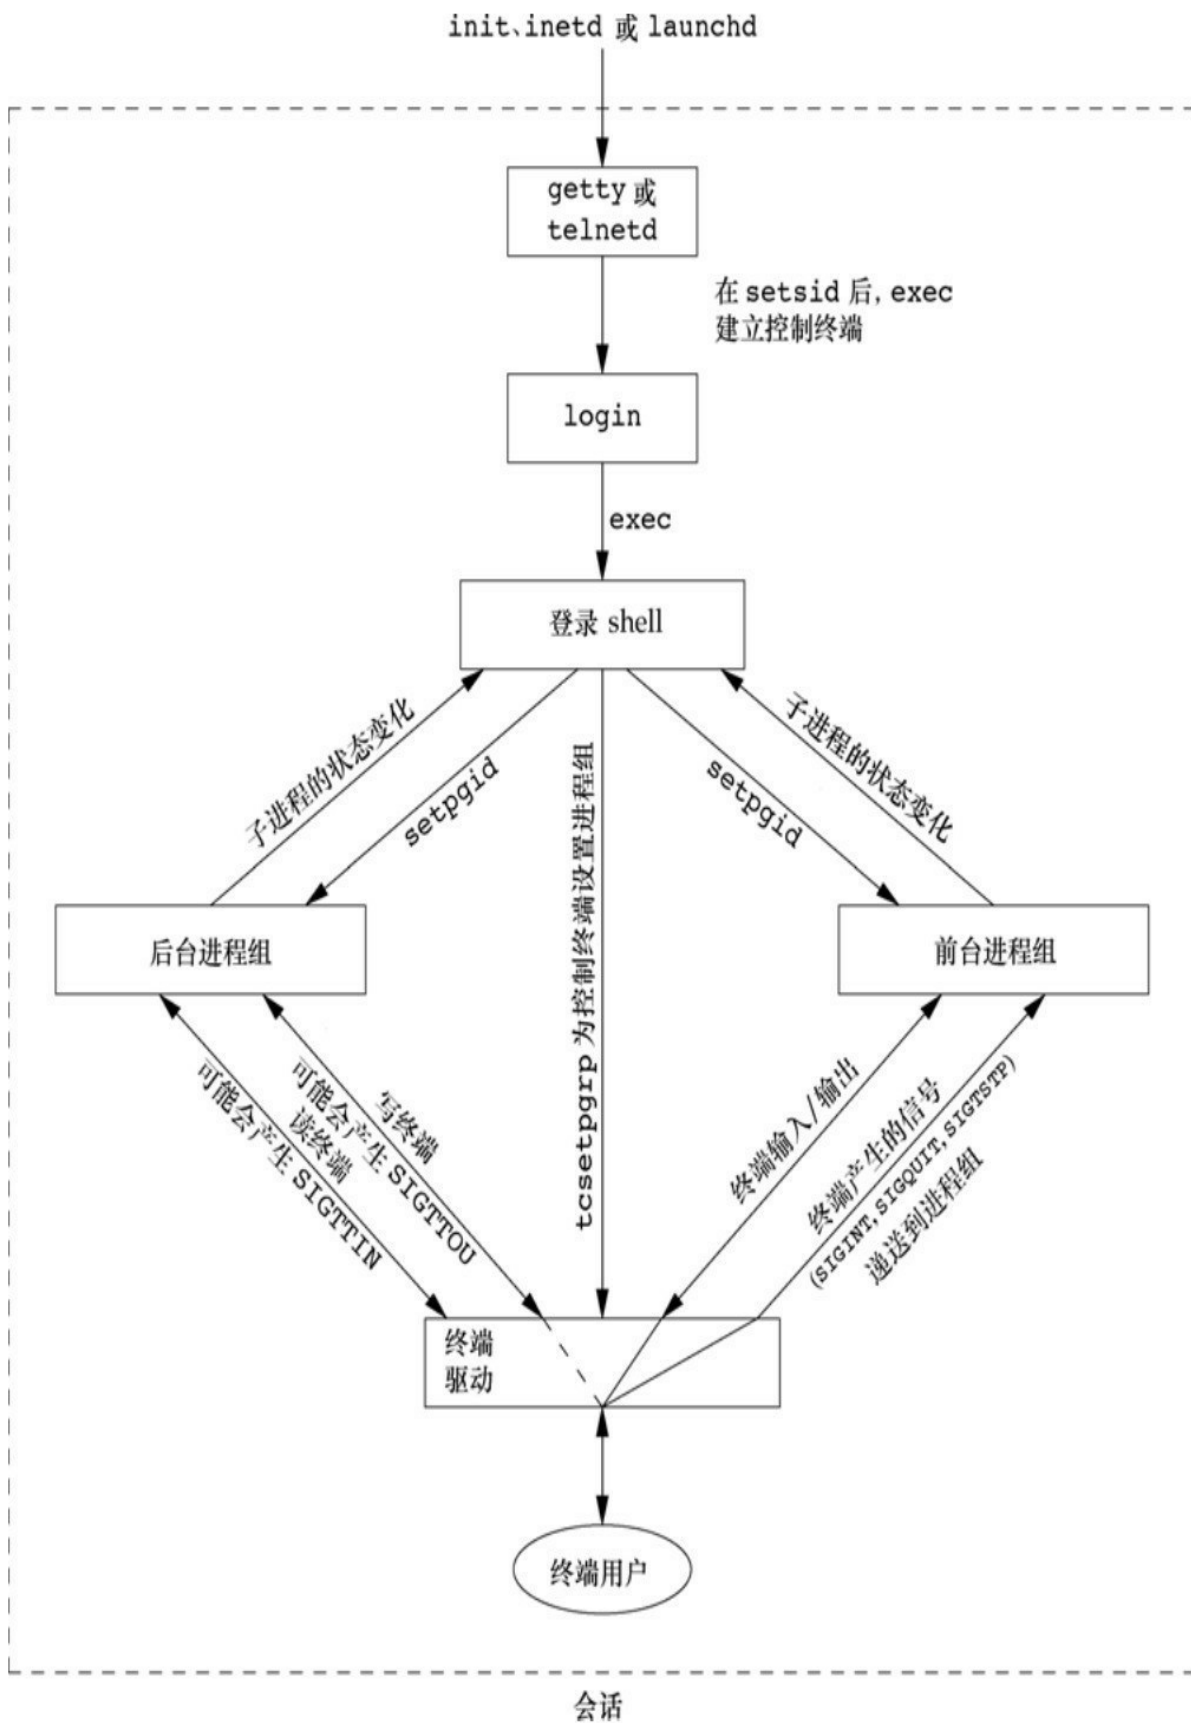 init、inetd 或 launchd
getty 或
telnetd
在 setsid 后, exec
建立控制终端
login
exec
登录 shell
子进程的状态变化
setpgid
tcsetpgrp 为控制终端设置进程组
setpgid
子进程的状态变化
后台进程组
前台进程组
读终端
可能会产生 SIGTTIN
写终端
可能会产生 SIGTTOU
终端输入/输出
终端产生的信号
(SIGINT, SIGQUIT, SIGTSTP)
递送到进程组
终端
驱动
终端用户
会话